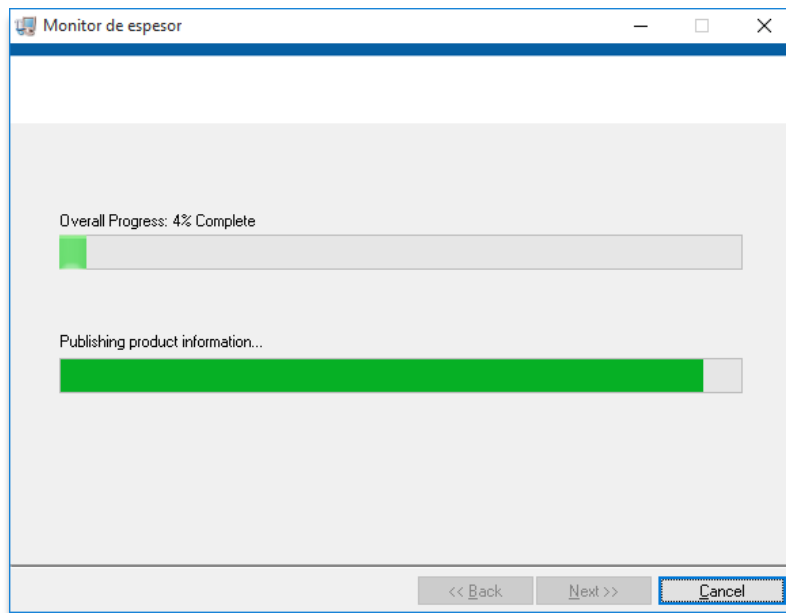 Monitor de espesor
Overall Progress: 4% Complete
Publishing product information...
<< Back
Next >>
Cancel